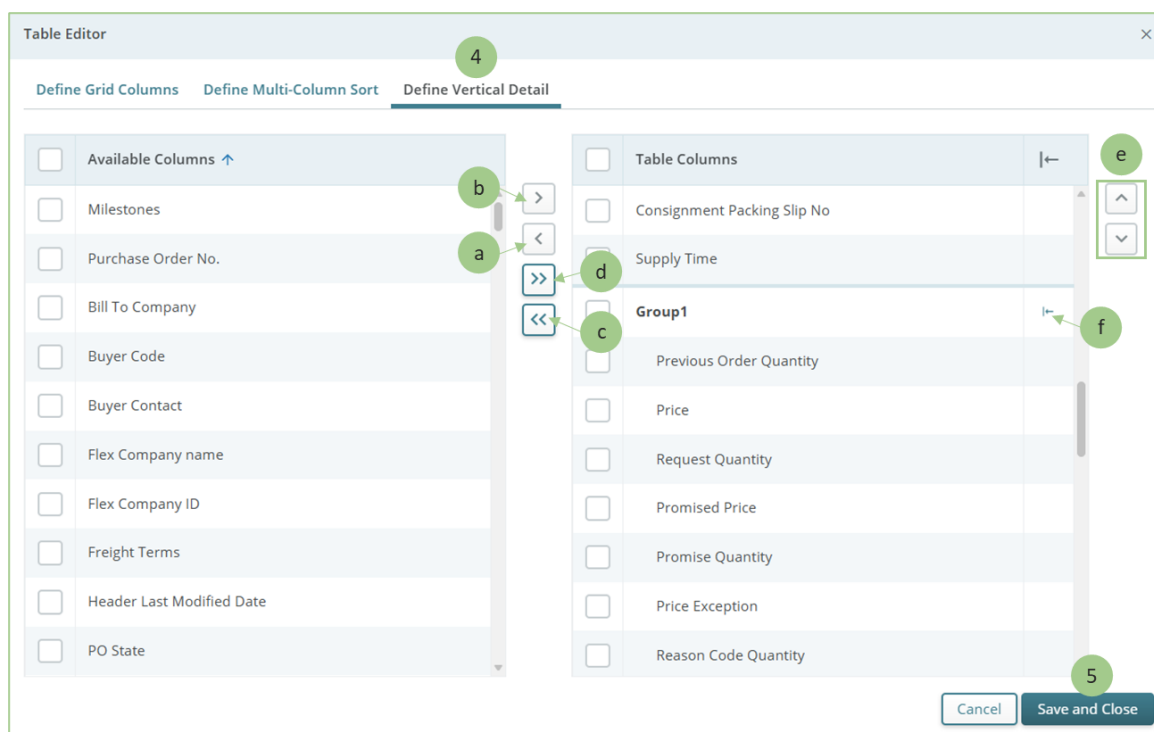 Table Editor
4
Define Grid Columns Define Multi-Column Sort Define Vertical Detail
Available Columns
Milestones
Purchase Order No.
Bill To Company
Buyer Code
Buyer Contact
Flex Company name
Flex Company ID
Freight Terms
Header Last Modified Date
PO State
b
a
d
c
Table Columns
Consignment Packing Slip No
Supply Time
Group1
Previous Order Quantity
Price
Request Quantity
Promised Price
Promise Quantity
Price Exception
Reason Code Quantity
e
f
5
Cancel Save and Close